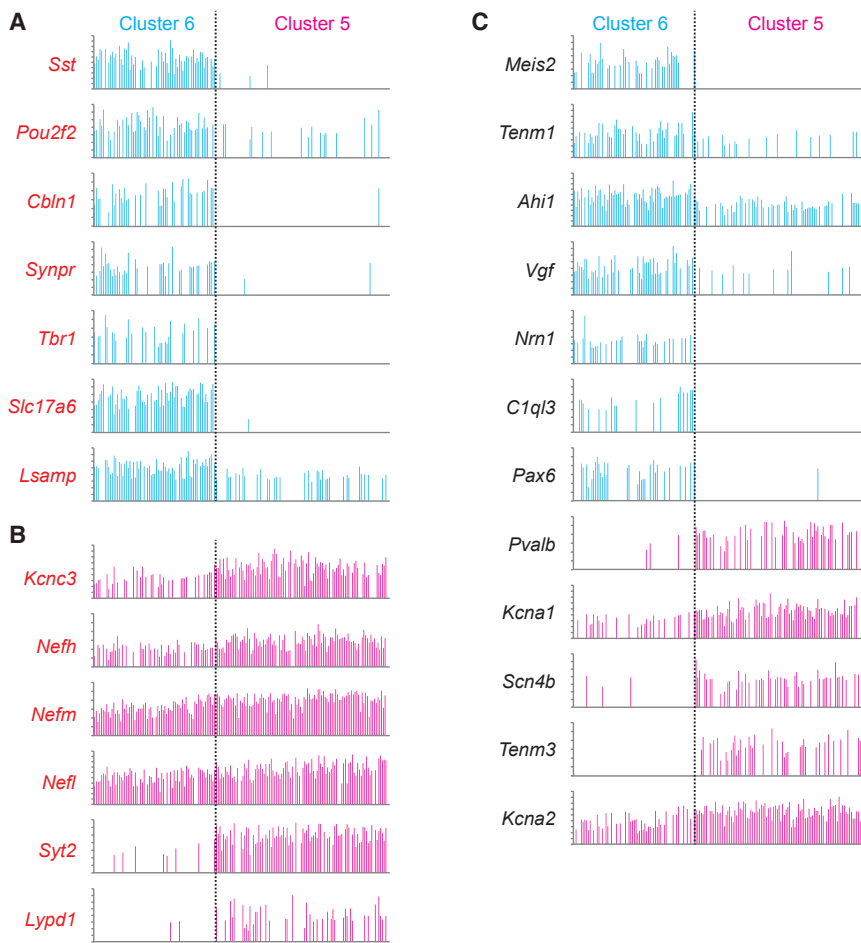 A
Cluster 6 Cluster 5
Sst
Pou2f2
Cbln1
Synpr
Tbr1
Slc17a6
Lsamp
B
Kcnc3
Nefh
Nefm
Nefl
Syt2
Lypd1
C
Cluster 6 Cluster 5
Meis2
Tenm1
Ahi1
Vgf
Nrn1
C1ql3
Pax6
Pvalb
Kcna1
Scn4b
Tenm3
Kcna2